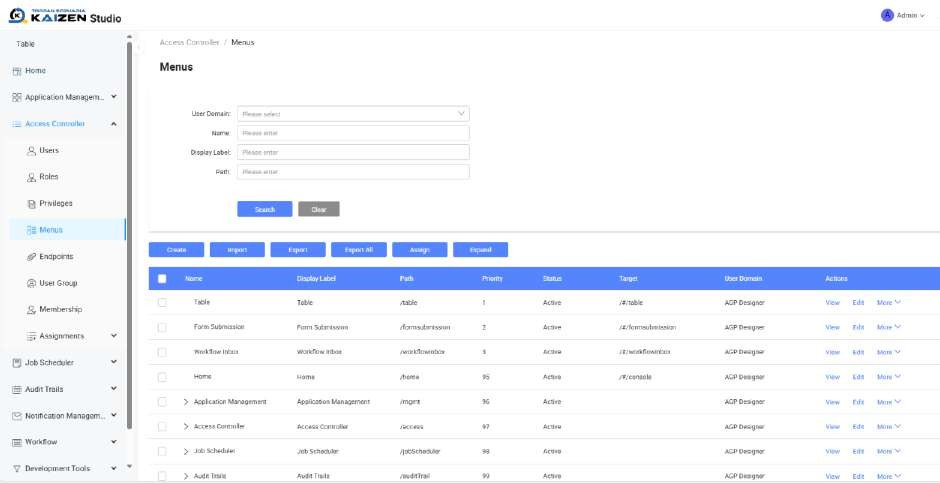 KAIZEN Studio
A Admin
Table
Home
Application Managem...
Access Controller
Users
Roles
Privileges
Menus
Endpoints
User Group
Membership
Assignments
Job Scheduler
Audit Trails
Notification Managem...
Workflow
Development Tools
Access Controller / Menus
Menus
User Domain: Please select
Name: Please enter
Display Label: Please enter
Path: Please enter
Search Clear
Create Import Export Export All Assign Expand
Name Display Label Path Priority Status Target User Domain Actions
Table Table /table 1 Active /#/table AGP Designer View Edit More
Form Submission Form Submission /formsubmission 2 Active /#/formsubmission AGP Designer View Edit More
Workflow Inbox Workflow Inbox /workflowinbox 3 Active /#/workflowinbox AGP Designer View Edit More
Home Home /home 95 Active /#/console AGP Designer View Edit More
Application Management Application Management /mgmt 96 Active AGP Designer View Edit More
Access Controller Access Controller /access 97 Active AGP Designer View Edit More
Job Scheduler Job Scheduler /jobScheduler 98 Active AGP Designer View Edit More
Audit Trails Audit Trails /auditTrail 99 Active AGP Designer View Edit More